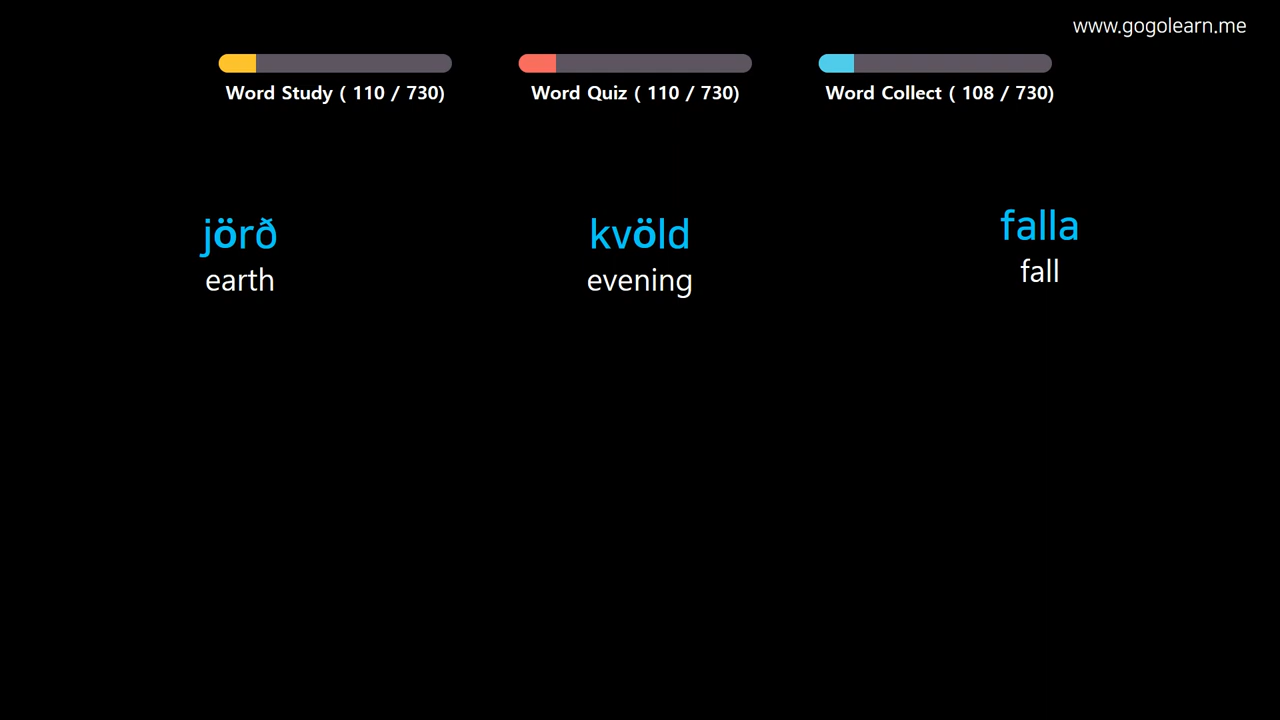 www.gogolearn.me
Word Study ( 110 / 730)
Word Quiz ( 110 / 730)
Word Collect ( 108 / 730)
jörð
earth
kvöld
evening
falla
fall